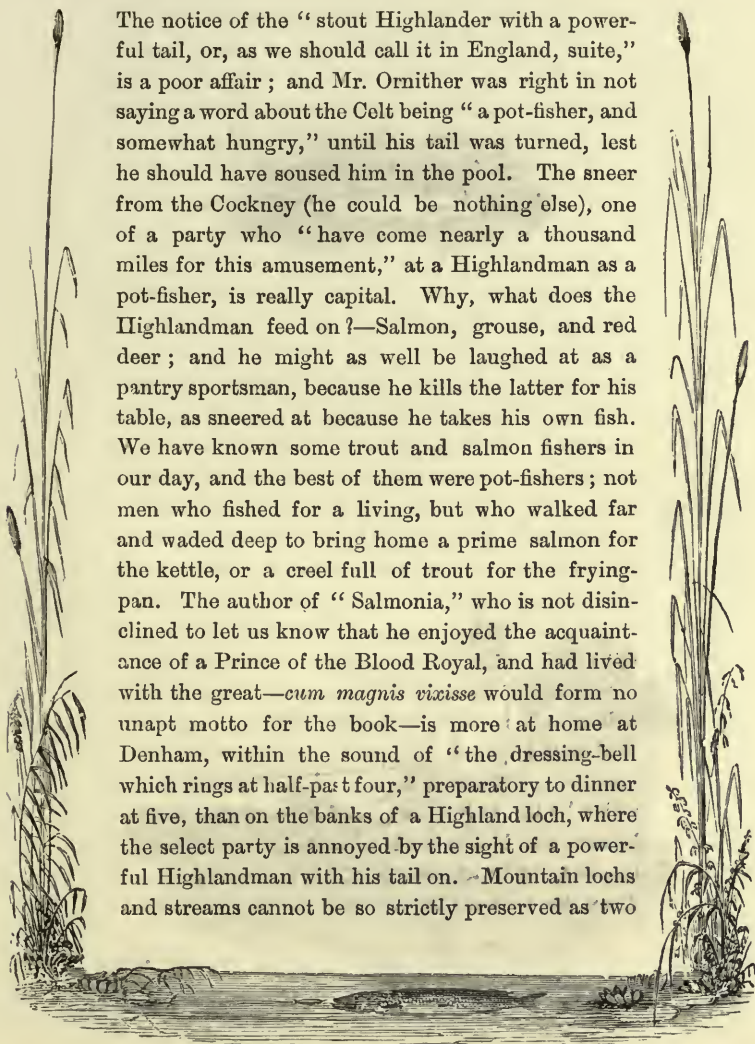 The notice of the “ stout Highlander with a power-
ful tail, or, as we should call it in England, suite,”
is a poor affair ; and Mr. Ornither was right in not
saying a word about the Celt being “ a pot-fisher, and
somewhat hungry,” until his tail was turned, lest
he should have soused him in the pool. The sneer
from the Cockney (he could be nothing else), one
of a party who “ have come nearly a thousand
miles for this amusement,” at a Highlandman as a
pot-fisher, is really capital. Why, what does the
Highlandman feed on ?—Salmon, grouse, and red
deer ; and he might as well be laughed at as a
pantry sportsman, because he kills the latter for his
table, as sneered at because he takes his own fish.
We have known some trout and salmon fishers in
our day, and the best of them were pot-fishers ; not
men who fished for a living, but who walked far
and waded deep to bring home a prime salmon for
the kettle, or a creel full of trout for the frying-
pan. The author of “ Salmonia,” who is not disin-
clined to let us know that he enjoyed the acquaint-
ance of a Prince of the Blood Royal, and had lived
with the great—cum magnis vixisse would form no
unapt motto for the book—is more at home at
Denham, within the sound of “ the dressing-bell
which rings at half-past four,” preparatory to dinner
at five, than on the banks of a Highland loch, where
the select party is annoyed by the sight of a power-
ful Highlandman with his tail on. Mountain lochs
and streams cannot be so strictly preserved as two